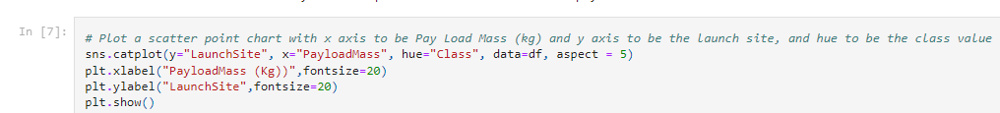 In [7]:
# Plot a scatter point chart with x axis to be Pay Load Mass (kg) and y axis to be the launch site, and hue to be the class value
sns.catplot(y="LaunchSite", x="PayloadMass", hue="Class", data=df, aspect = 5)
plt.xlabel("PayloadMass (Kg))",fontsize=20)
plt.ylabel("LaunchSite",fontsize=20)
plt.show()